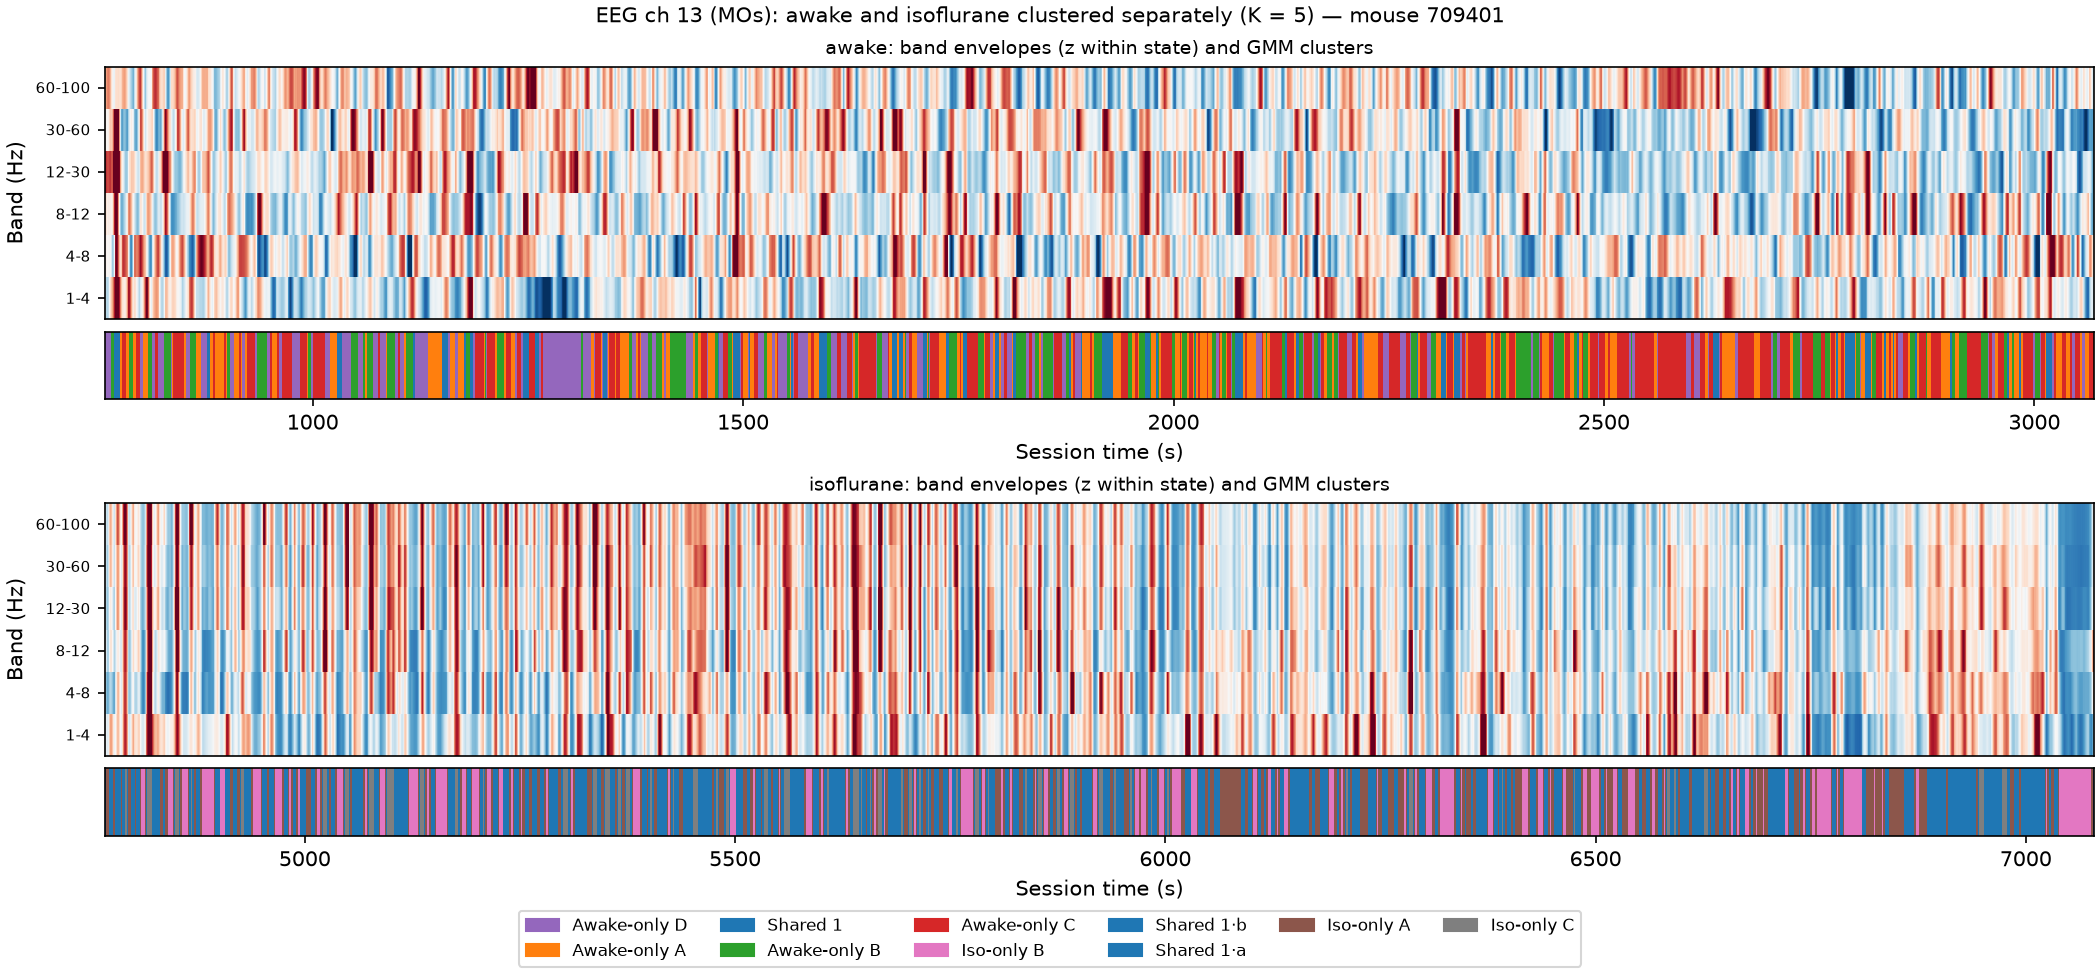 EEG ch 13 (MOs): awake and isoflurane clustered separately (K = 5) — mouse 709401
awake: band envelopes (z within state) and GMM clusters
Band (Hz)
60-100
30-60
12-30
8-12
4-8
1-4
1000 1500 2000 2500 3000
Session time (s)
isoflurane: band envelopes (z within state) and GMM clusters
Band (Hz)
60-100
30-60
12-30
8-12
4-8
1-4
5000 5500 6000 6500 7000
Session time (s)
Awake-only D Shared 1 Awake-only C Shared 1·b Iso-only A Iso-only C
Awake-only A Awake-only B Iso-only B Shared 1·a